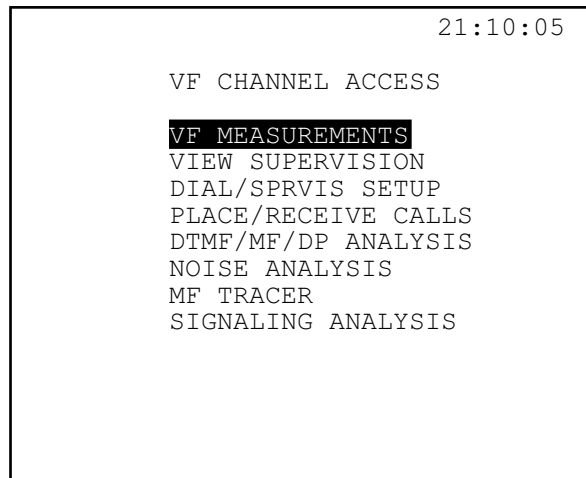 21:10:05
VF CHANNEL ACCESS
VF MEASUREMENTS
VIEW SUPERVISION
DIAL/SPRVIS SETUP
PLACE/RECEIVE CALLS
DTMF/MF/DP ANALYSIS
NOISE ANALYSIS
MF TRACER
SIGNALING ANALYSIS